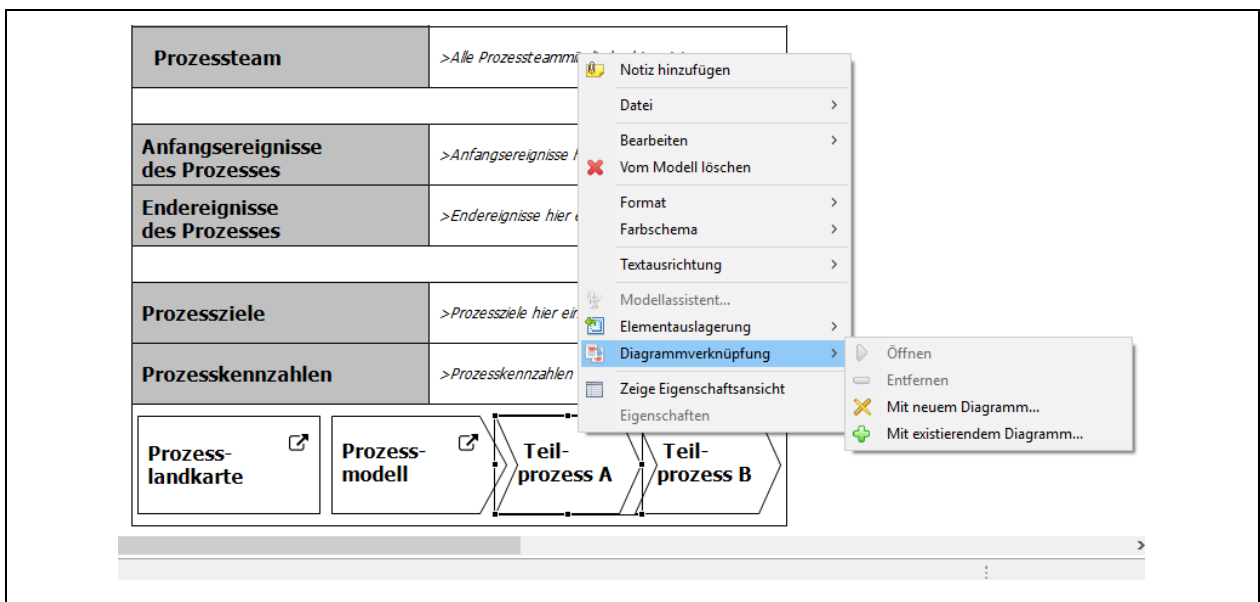 Prozessteam
>Alle Prozessteammi
Notiz hinzufügen
Datei
Anfangsereignisse
des Prozesses
>Anfangsereignisse
Bearbeiten
Vom Modell löschen
Endereignisse
des Prozesses
>Endereignisse hier
Format
Farbschema
Textausrichtung
Prozessziele
>Prozessziele hier ein
Modellassistent...
Elementauslagerung
Prozesskennzahlen
>Prozesskennzahlen
Diagrammverknüpfung
Öffnen
Entfernen
Zeige Eigenschaftsansicht
Mit neuem Diagramm...
Eigenschaften
Mit existierendem Diagramm...
Prozess-
landkarte
Prozess-
modell
Teil-
prozess A
Teil-
prozess B